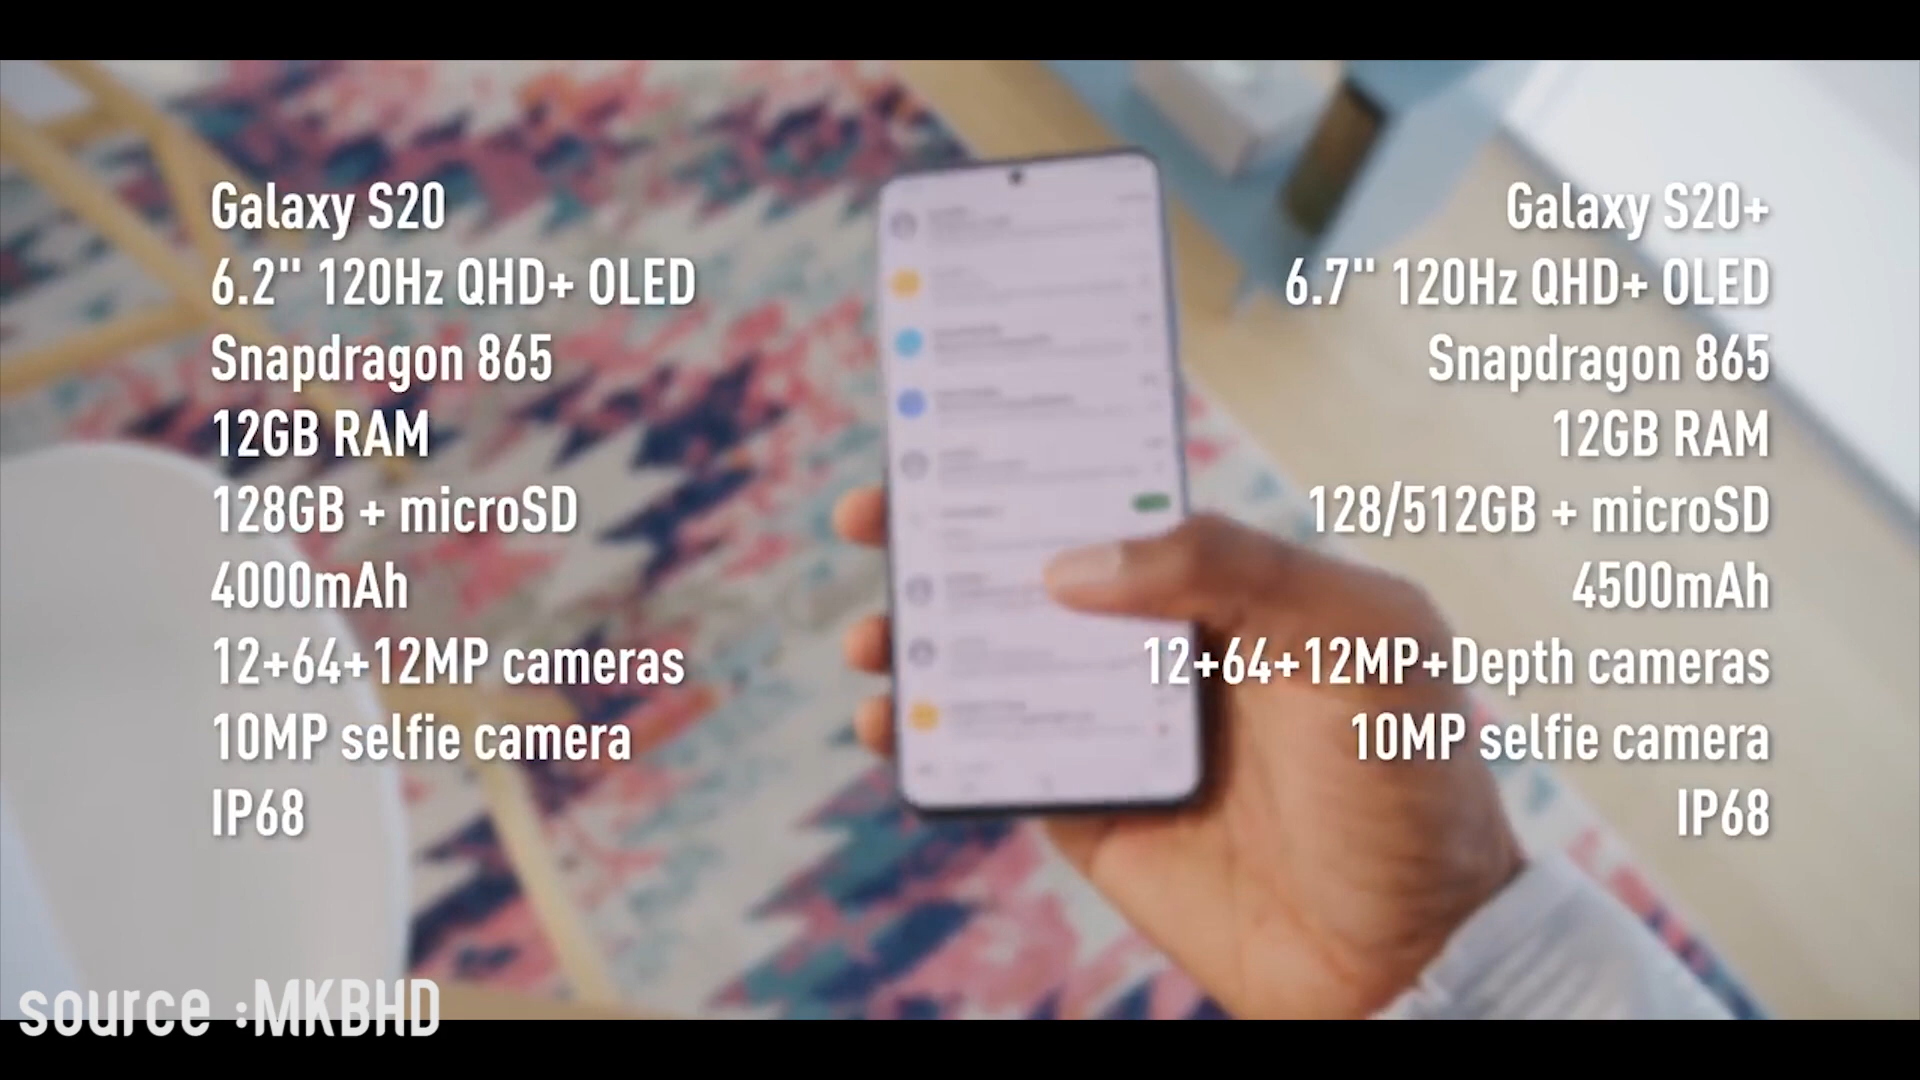 Galaxy S20
6.2" 120Hz QHD+ OLED
Snapdragon 865
12GB RAM
128GB + microSD
4000mAh
12+64+12MP cameras
10MP selfie camera
IP68
Galaxy S20+
6.7" 120Hz QHD+ OLED
Snapdragon 865
12GB RAM
128/512GB + microSD
4500mAh
12+64+12MP+Depth cameras
10MP selfie camera
IP68
source :MKBHD